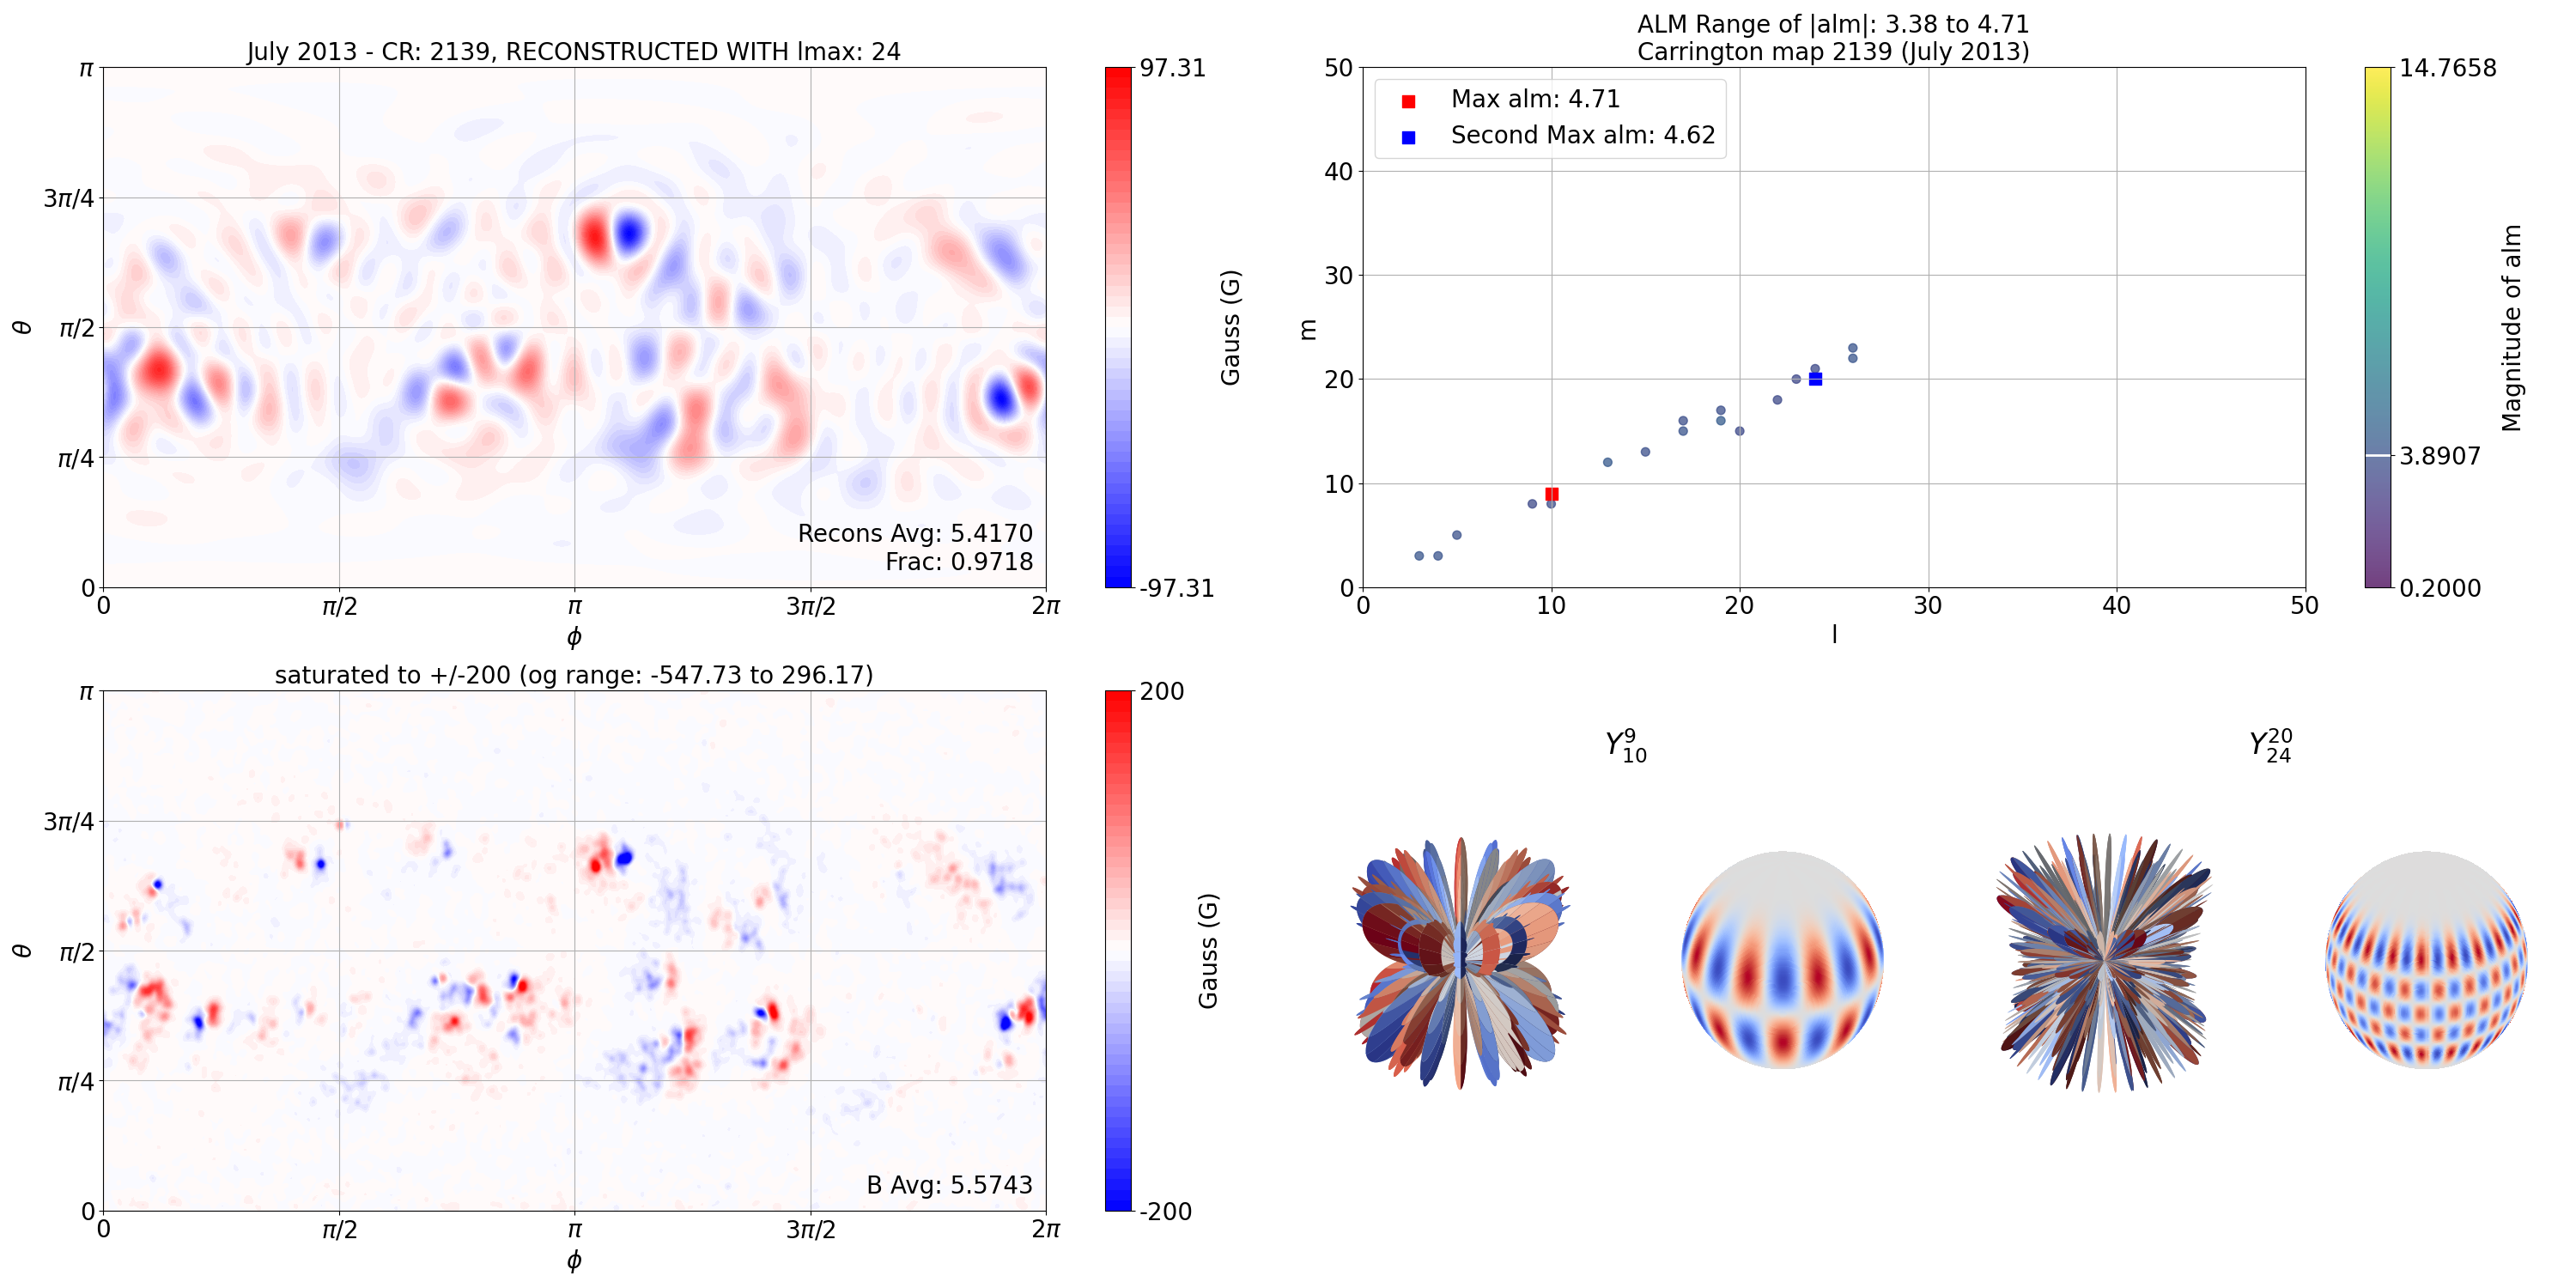 July 2013 - CR: 2139, RECONSTRUCTED WITH lmax: 24
π
3π/4
π/2
π/4
0
θ
0 π/2 π 3π/2 2π
ϕ
Recons Avg: 5.4170
Frac: 0.9718
97.31
-97.31
Gauss (G)
ALM Range of |alm|: 3.38 to 4.71
Carrington map 2139 (July 2013)
Max alm: 4.71
Second Max alm: 4.62
50
40
30
20
10
0
m
0 10 20 30 40 50
l
14.7658
3.8907
0.2000
Magnitude of alm
saturated to +/-200 (og range: -547.73 to 296.17)
π
3π/4
π/2
π/4
0
θ
0 π/2 π 3π/2 2π
ϕ
B Avg: 5.5743
200
-200
Gauss (G)
Y₁₀⁹
Y₂₄²⁰